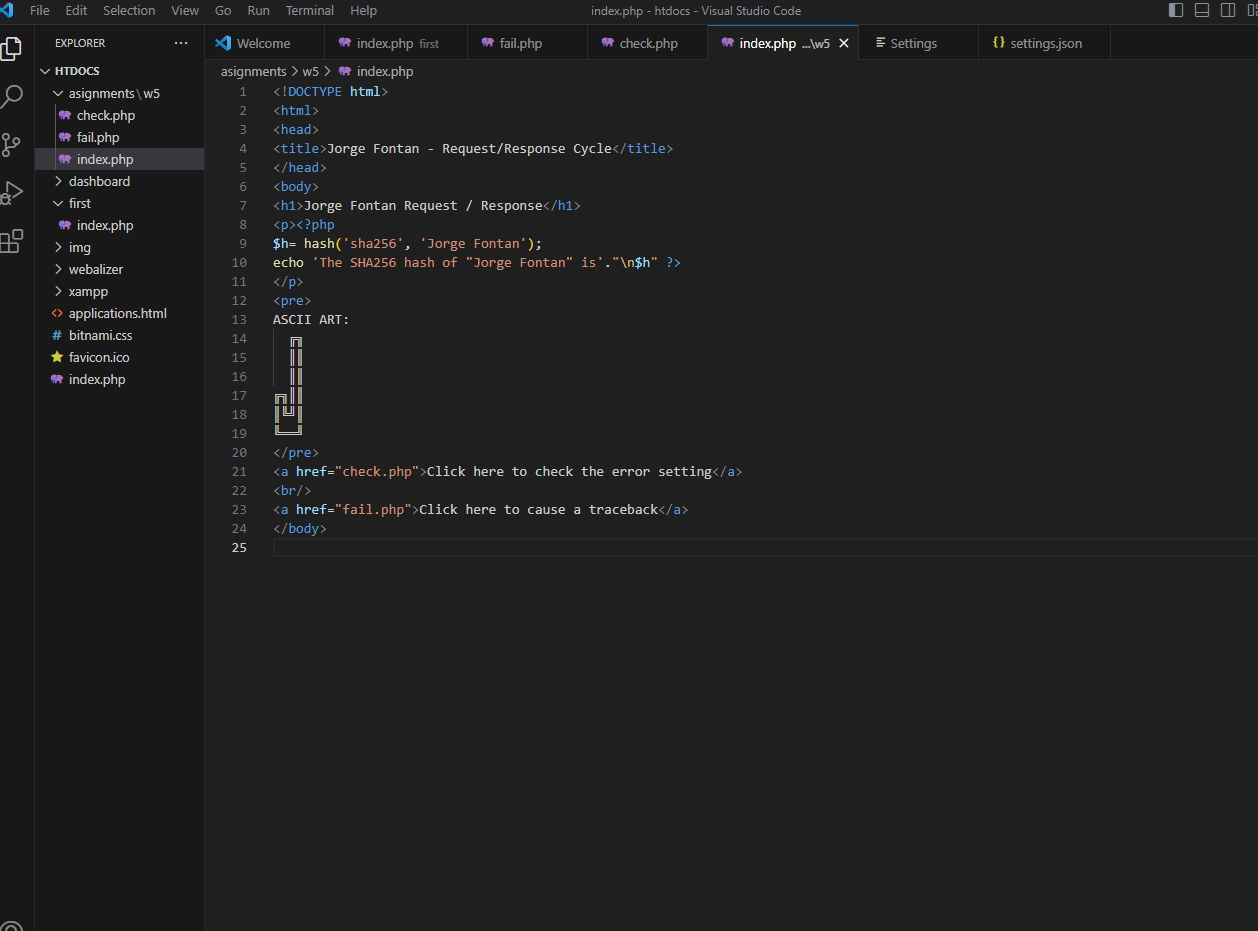 File Edit Selection View Go Run Terminal Help index.php - htdocs - Visual Studio Code
EXPLORER ···
Welcome index.php first fail.php check.php index.php ...\w5 Settings settings.json
HTDOCS
asignments\w5
check.php
fail.php
index.php
dashboard
first
index.php
img
webalizer
xampp
applications.html
bitnami.css
favicon.ico
index.php
asignments > w5 > index.php
1 <!DOCTYPE html>
2 <html>
3 <head>
4 <title>Jorge Fontan - Request/Response Cycle</title>
5 </head>
6 <body>
7 <h1>Jorge Fontan Request / Response</h1>
8 <p><?php
9 $h= hash('sha256', 'Jorge Fontan');
10 echo 'The SHA256 hash of "Jorge Fontan" is'."\n$h" ?>
11 </p>
12 <pre>
13 ASCII ART:
14   ╔╗
15   ║║
16   ║║
17 ╔╗║║
18 ║╚╝║
19 ╚══╝
20 </pre>
21 <a href="check.php">Click here to check the error setting</a>
22 <br/>
23 <a href="fail.php">Click here to cause a traceback</a>
24 </body>
25